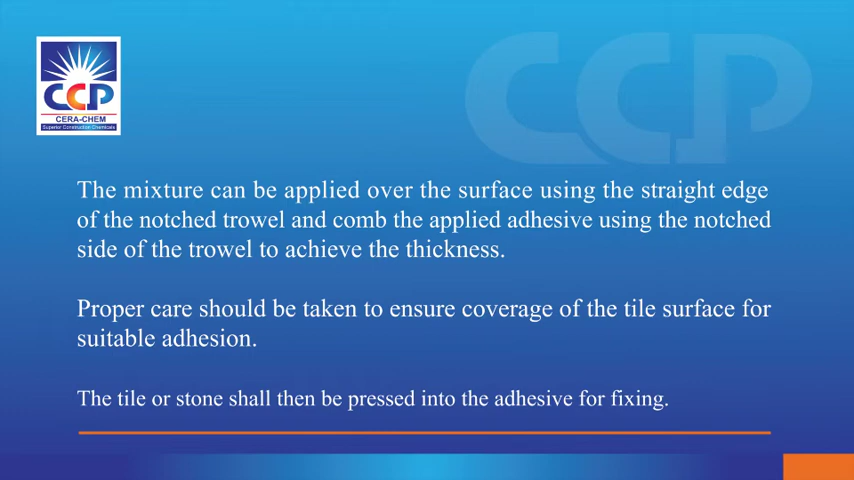 CCP
CCP
CERA-CHEM
Superior Construction Chemicals
The mixture can be applied over the surface using the straight edge
of the notched trowel and comb the applied adhesive using the notched
side of the trowel to achieve the thickness.
Proper care should be taken to ensure coverage of the tile surface for
suitable adhesion.
The tile or stone shall then be pressed into the adhesive for fixing.